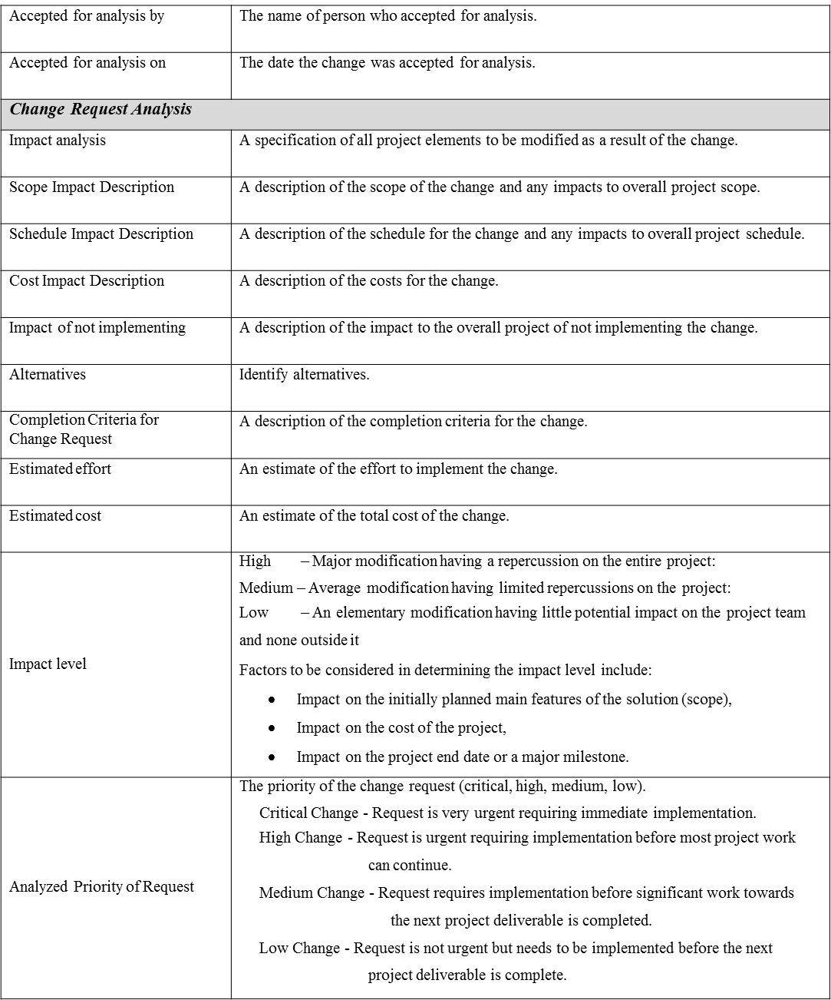 Accepted for analysis by
The name of person who accepted for analysis.
Accepted for analysis on
The date the change was accepted for analysis.
Change Request Analysis
Impact analysis
A specification of all project elements to be modified as a result of the change.
Scope Impact Description
A description of the scope of the change and any impacts to overall project scope.
Schedule Impact Description
A description of the schedule for the change and any impacts to overall project schedule.
Cost Impact Description
A description of the costs for the change.
Impact of not implementing
A description of the impact to the overall project of not implementing the change.
Alternatives
Identify alternatives.
Completion Criteria for
Change Request
A description of the completion criteria for the change.
Estimated effort
An estimate of the effort to implement the change.
Estimated cost
An estimate of the total cost of the change.
Impact level
High – Major modification having a repercussion on the entire project:
Medium – Average modification having limited repercussions on the project:
Low – An elementary modification having little potential impact on the project team
and none outside it
Factors to be considered in determining the impact level include:
• Impact on the initially planned main features of the solution (scope),
• Impact on the cost of the project,
• Impact on the project end date or a major milestone.
Analyzed Priority of Request
The priority of the change request (critical, high, medium, low).
Critical Change - Request is very urgent requiring immediate implementation.
High Change - Request is urgent requiring implementation before most project work
can continue.
Medium Change - Request requires implementation before significant work towards
the next project deliverable is completed.
Low Change - Request is not urgent but needs to be implemented before the next
project deliverable is complete.